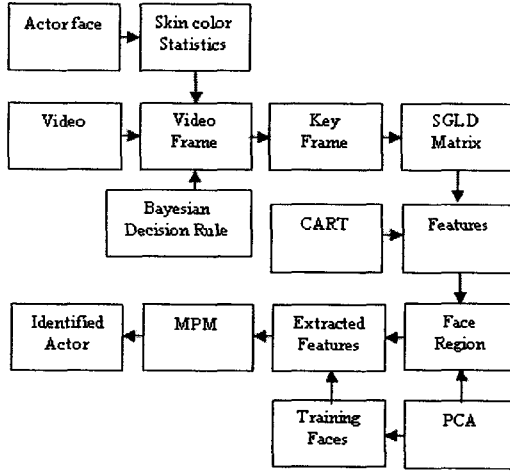 Actor face
Skin color
Statistics
Video
Video
Frame
Key
Frame
SGLD
Matrix
Bayesian
Decision Rule
CART
Features
Identified
Actor
MPM
Extracted
Features
Face
Region
Training
Faces
PCA